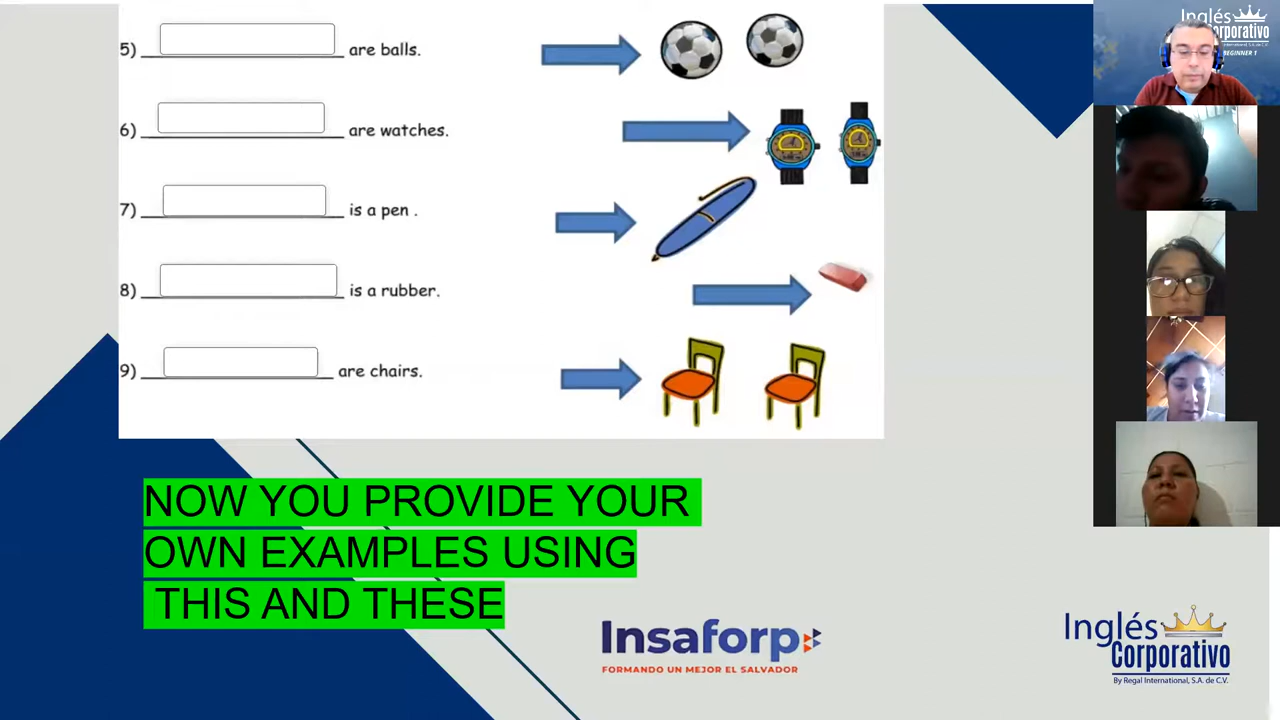 5) are balls.
6) are watches.
7) is a pen .
8) is a rubber.
9) are chairs.
NOW YOU PROVIDE YOUR
OWN EXAMPLES USING
THIS AND THESE
Insaforp
FORMANDO UN MEJOR EL SALVADOR
Inglés
Corporativo
By Regal International, S.A. de C.V.
Inglés
Corporativo
BEGINNER 1